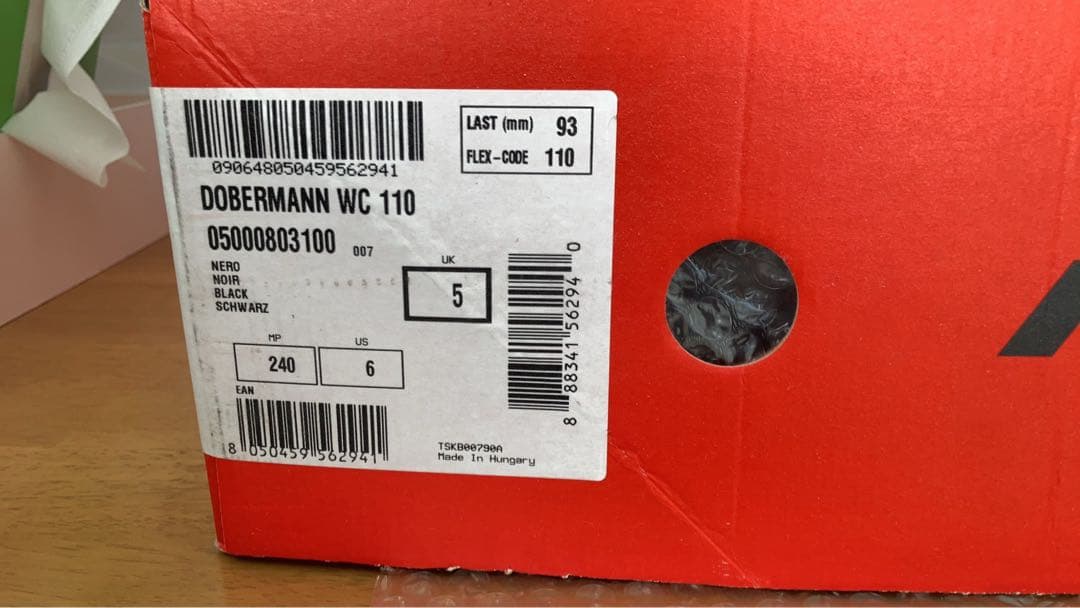 090648050459562941
LAST (mm) 93
FLEX-CODE 110
DOBERMANN WC 110
05000803100 007
NERO
NOIR
BLACK
SCHWARZ
UK
5
MP
240
US
6
EAN
8 050459 562941
8 88341 56294 0
TSKB00790A
Made In Hungary